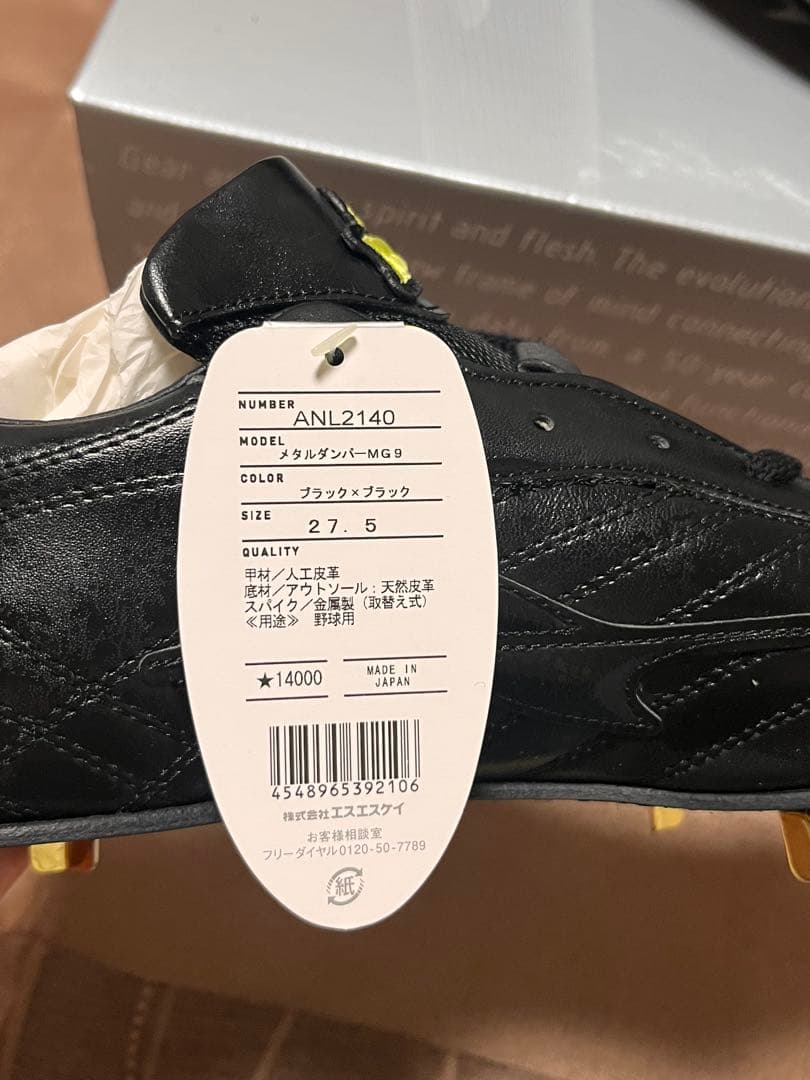 Gear
spirit and flesh. The evolution
and
frame of mind connecting
from a 50-year
NUMBER
ANL2140
MODEL
メタルダンパーMG9
COLOR
ブラック×ブラック
SIZE
27.5
QUALITY
甲材/人工皮革
底材/アウトソール:天然皮革
スパイク/金属製(取替え式)
≪用途≫ 野球用
★14000
MADE IN
JAPAN
4548965392106
株式会社エスエスケイ
お客様相談室
フリーダイヤル0120-50-7789
紙